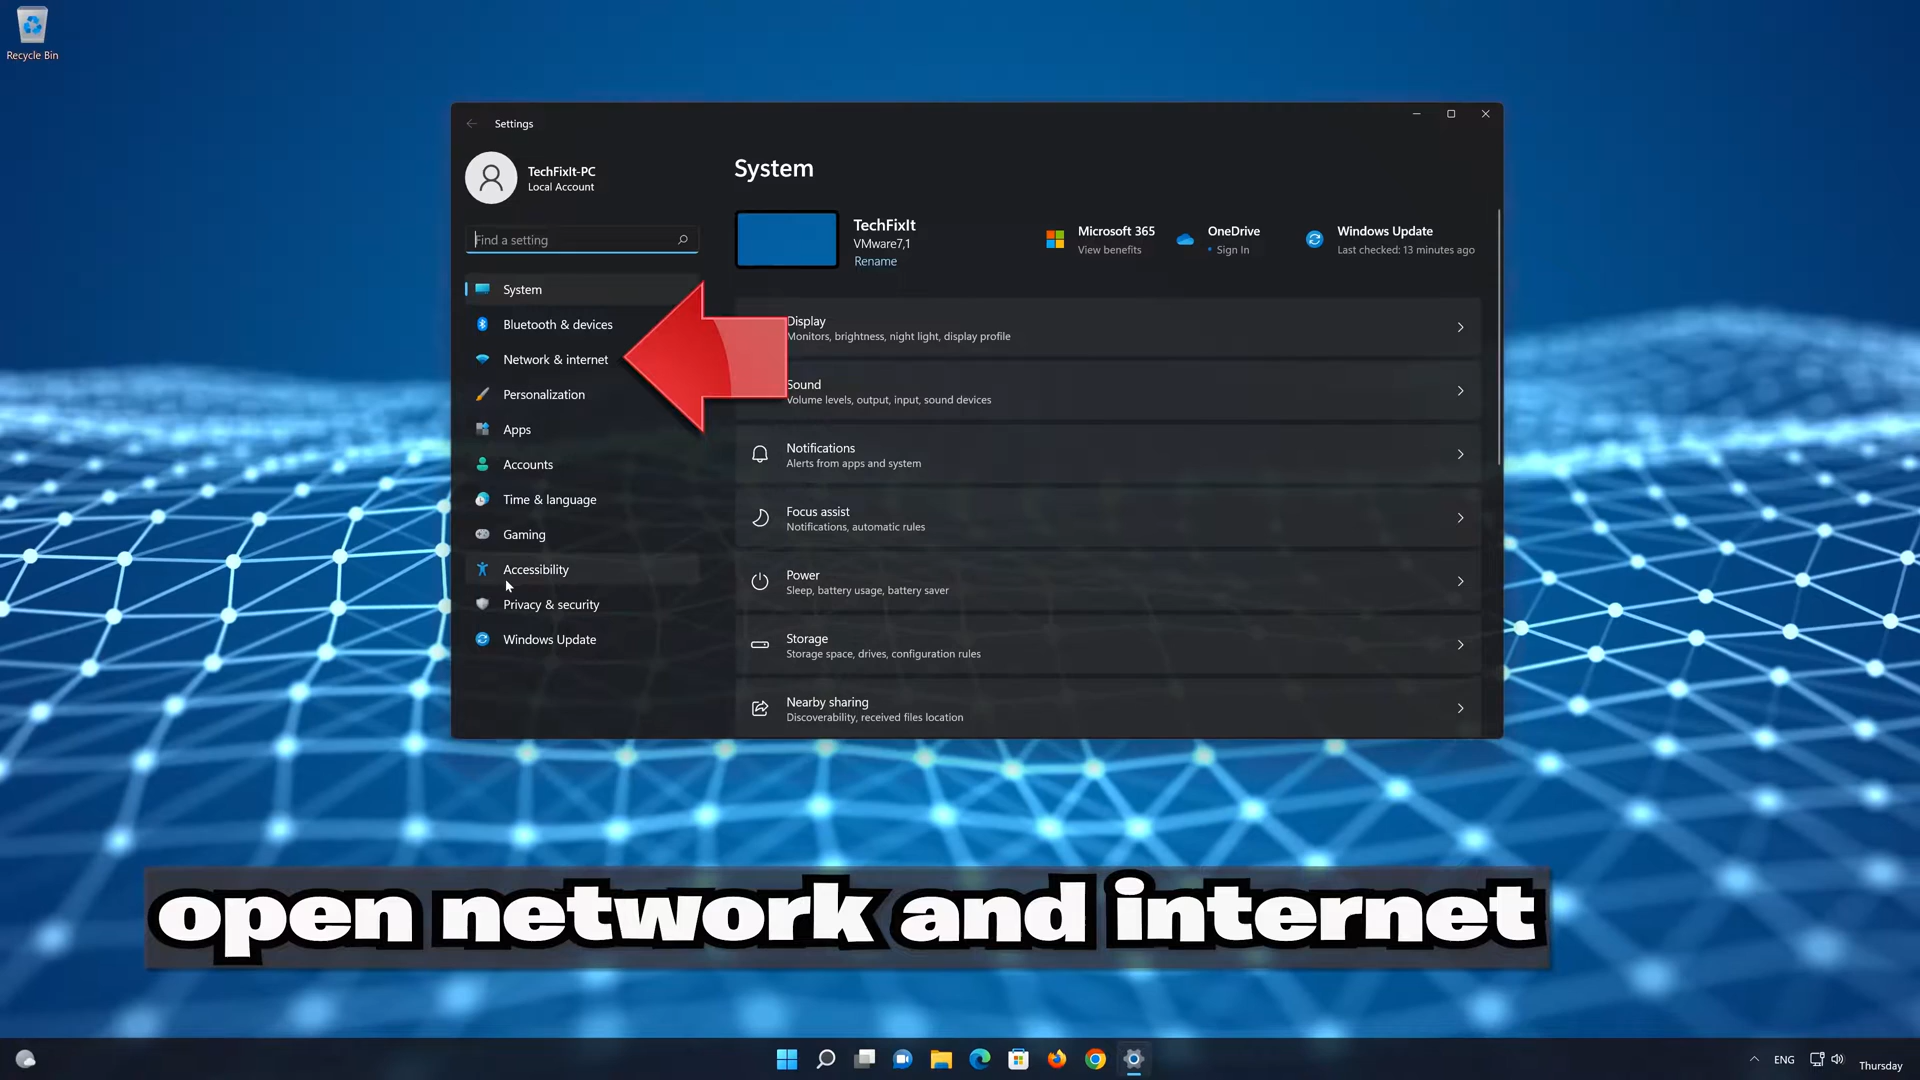 Recycle Bin
Settings
TechFixIt-PC
Local Account
Find a setting
System
Bluetooth & devices
Network & internet
Personalization
Apps
Accounts
Time & language
Gaming
Accessibility
Privacy & security
Windows Update
System
TechFixIt
VMware7,1
Rename
Microsoft 365
View benefits
OneDrive
• Sign In
Windows Update
Last checked: 13 minutes ago
Display
Monitors, brightness, night light, display profile
Sound
Volume levels, output, input, sound devices
Notifications
Alerts from apps and system
Focus assist
Notifications, automatic rules
Power
Sleep, battery usage, battery saver
Storage
Storage space, drives, configuration rules
Nearby sharing
Discoverability, received files location
open network and internet
ENG
Thursday